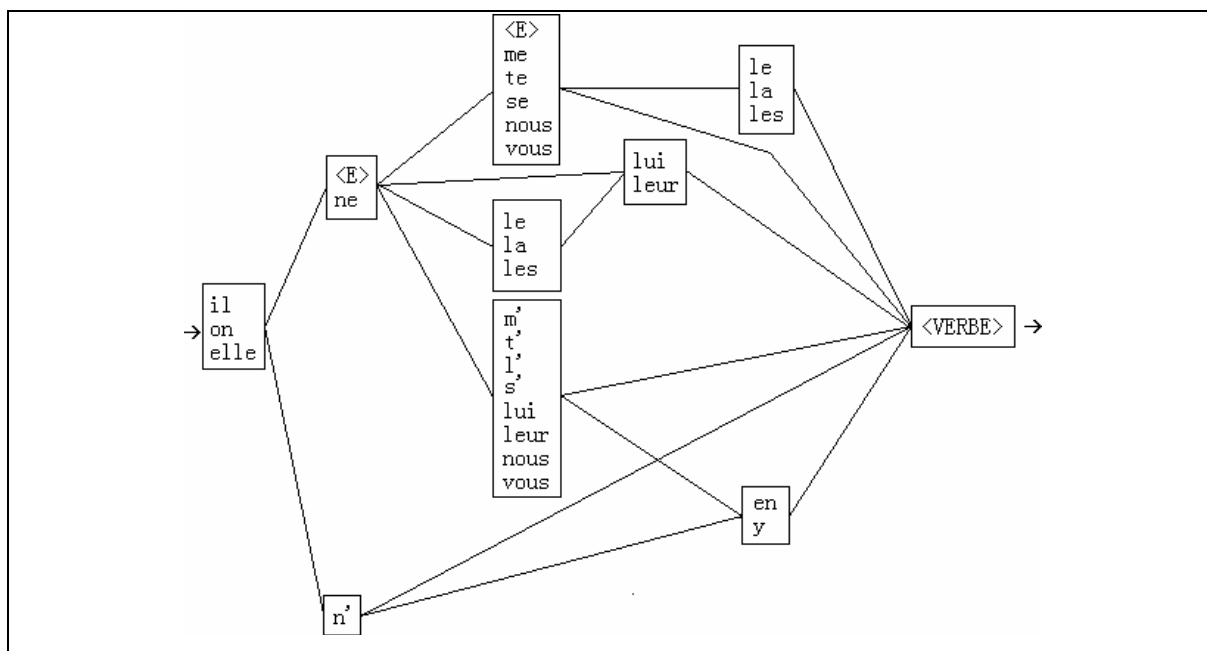 →
il
on
elle
<E>
ne
n'
<E>
me
te
se
nous
vous
le
la
les
m'
t'
l'
s'
lui
leur
nous
vous
lui
leur
le
la
les
en
y
<VERBE>
→